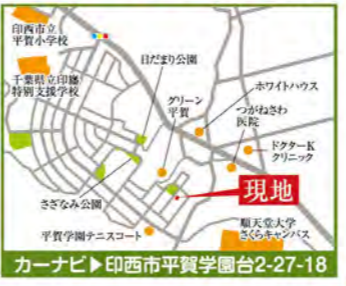 印西市立
平賀小学校
千葉県立印旛
特別支援学校
日だまり公園
グリーン
平賀
ホワイトハウス
つがねさわ
医院
ドクターK
クリニック
さざなみ公園
現地
平賀学園テニスコート
順天堂大学
さくらキャンパス
カーナビ▶印西市平賀学園台2-27-18